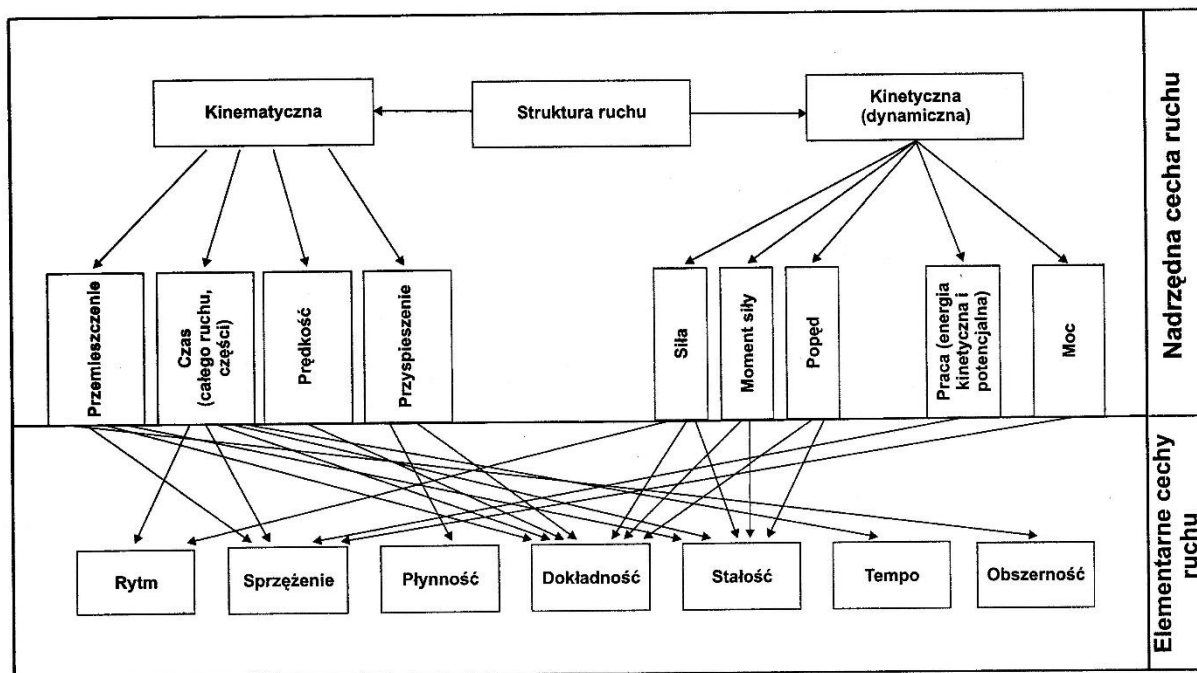 Kinematyczna
Struktura ruchu
Kinetyczna
(dynamiczna)
Nadrzędna cecha ruchu
Przemieszczenie
Czas
(całego ruchu,
części)
Prędkość
Przyspieszenie
Siła
Moment siły
Popęd
Praca (energia
kinetyczna i
potencjalna)
Moc
Elementarne cechy
ruchu
Rytm
Sprzężenie
Płynność
Dokładność
Stałość
Tempo
Obszerność